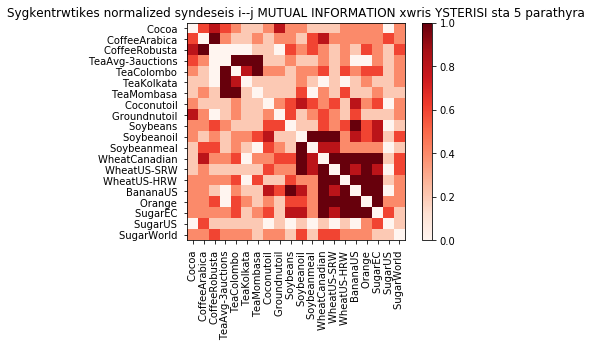 Sygkentrwtikes normalized syndeseis i--j MUTUAL INFORMATION xwris YSTERISI sta 5 parathyra
Cocoa
CoffeeArabica
CoffeeRobusta
TeaAvg-3auctions
TeaColombo
TeaKolkata
TeaMombasa
Coconutoil
Groundnutoil
Soybeans
Soybeanoil
Soybeanmeal
WheatCanadian
WheatUS-SRW
WheatUS-HRW
BananaUS
Orange
SugarEC
SugarUS
SugarWorld
1.0
0.8
0.6
0.4
0.2
0.0
Cocoa
CoffeeArabica
CoffeeRobusta
TeaAvg-3auctions
TeaColombo
TeaKolkata
TeaMombasa
Coconutoil
Groundnutoil
Soybeans
Soybeanoil
Soybeanmeal
WheatCanadian
WheatUS-SRW
WheatUS-HRW
BananaUS
Orange
SugarEC
SugarUS
SugarWorld